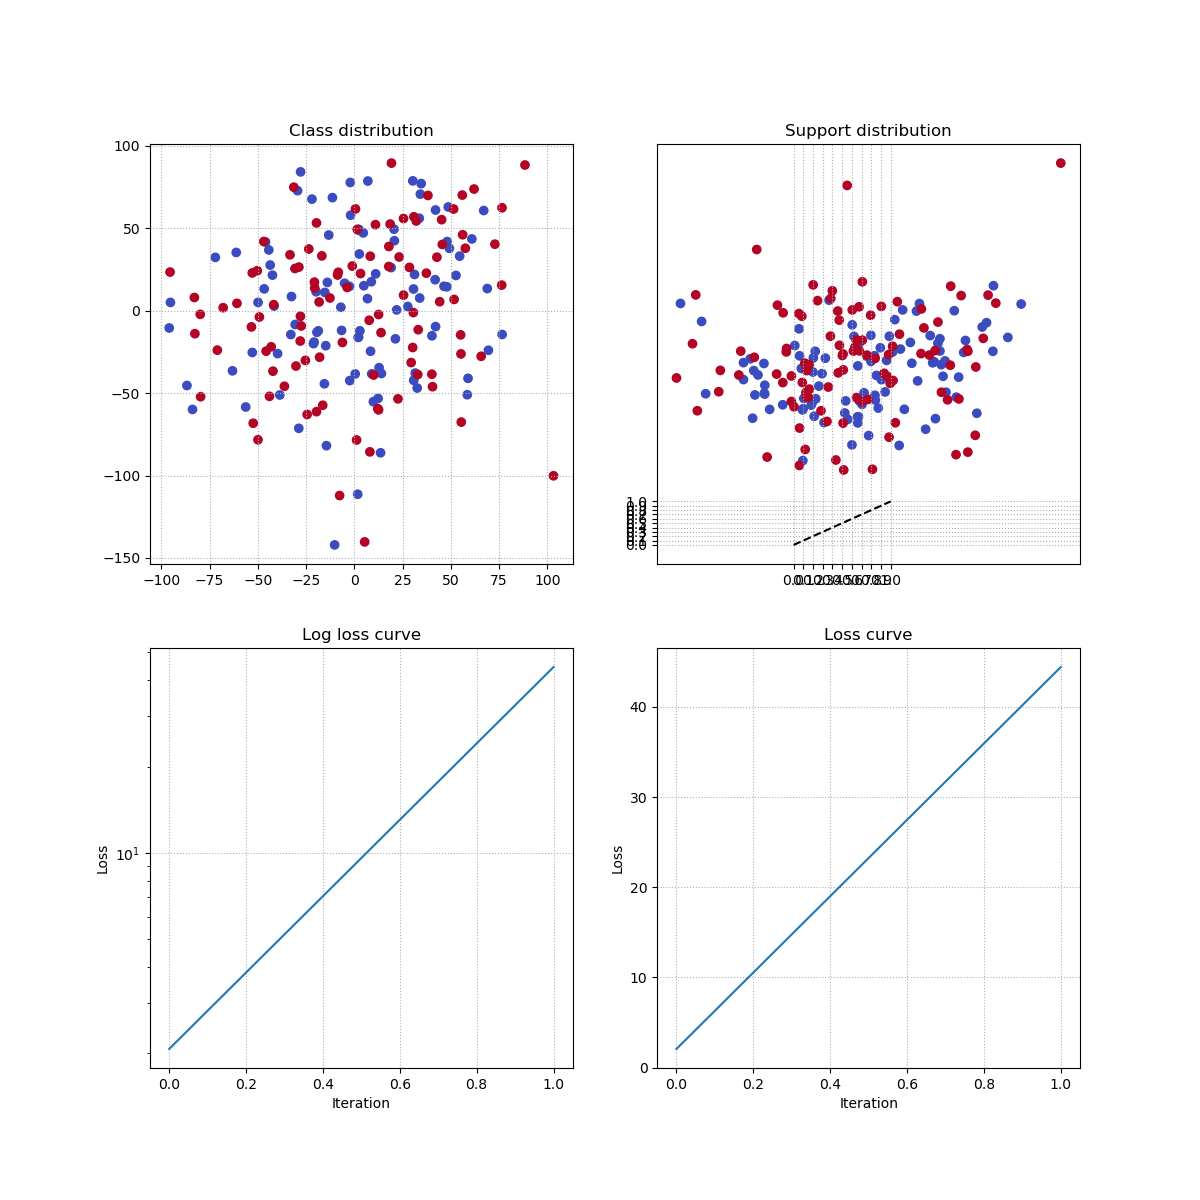 Class distribution
100
50
0
−50
−100
−150
−100 −75 −50 −25 0 25 50 75 100
Support distribution
1.0
0.0
Log loss curve
Loss
10¹
0.0 0.2 0.4 0.6 0.8 1.0
Iteration
Loss curve
Loss
40
30
20
10
0
0.0 0.2 0.4 0.6 0.8 1.0
Iteration